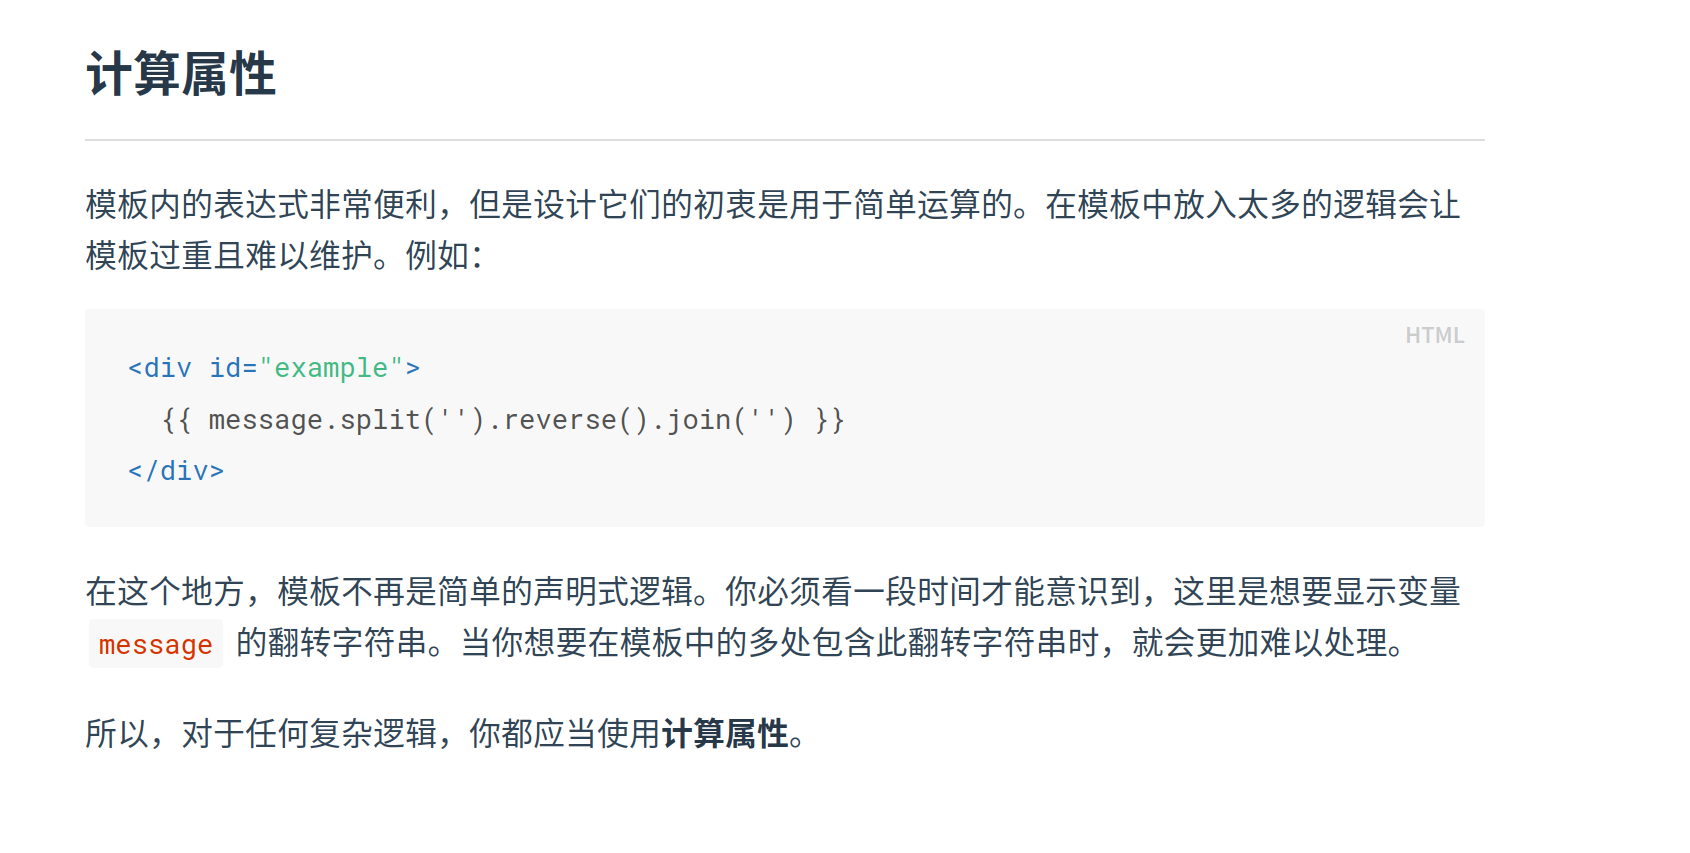 计算属性
模板内的表达式非常便利，但是设计它们的初衷是用于简单运算的。在模板中放入太多的逻辑会让
模板过重且难以维护。例如：
HTML
<div id="example">
  {{ message.split('').reverse().join('') }}
</div>
在这个地方，模板不再是简单的声明式逻辑。你必须看一段时间才能意识到，这里是想要显示变量
message 的翻转字符串。当你想要在模板中的多处包含此翻转字符串时，就会更加难以处理。
所以，对于任何复杂逻辑，你都应当使用计算属性。